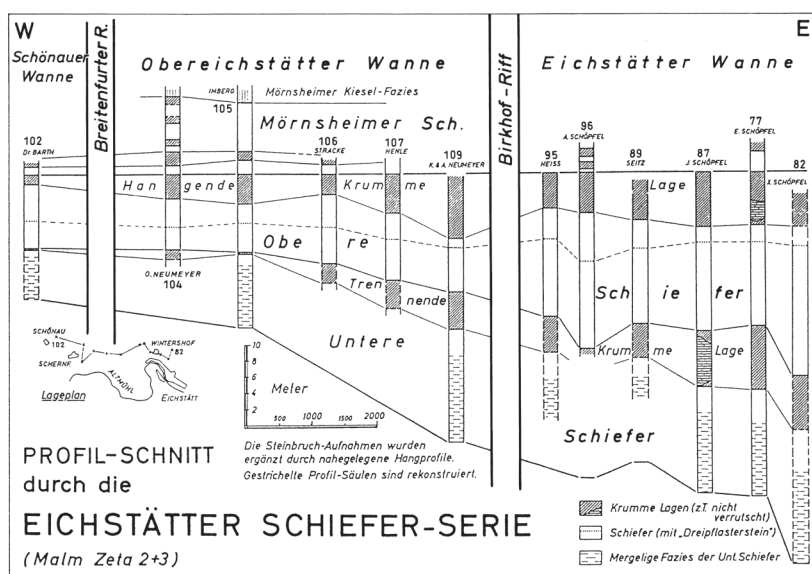 W
E
Schönauer
Wanne
Breitenfurter R.
Obereichstätter Wanne
Birkhof-Riff
Eichstätter Wanne
IMBERG
105
Mörnsheimer Kiesel-Fazies
Mörnsheimer Sch.
102
Dr. BARTH
106
STRACKE
107
HENLE
109
K. & A. NEUMEYER
95
HEISS
96
A. SCHÖPFEL
89
SEITZ
87
J. SCHÖPFEL
77
E. SCHÖPFEL
82
X. SCHÖPFEL
Hangende Krumme Lage
Obere Schiefer
O. NEUMEYER
104
Trennende Krumme Lage
Untere Schiefer
SCHÖNAU
102
SCHERNF.
WINTERSHOF
82
ALTMÜHL
EICHSTÄTT
Lageplan
10
8
6
4
2
Meter
500 1000 2000
Die Steinbruch-Aufnahmen wurden
ergänzt durch nahegelegene Hangprofile.
Gestrichelte Profil-Säulen sind rekonstruiert.
PROFIL-SCHNITT
durch die
EICHSTÄTTER SCHIEFER-SERIE
(Malm Zeta 2+3)
Krumme Lagen (z.T. nicht
verrutscht)
Schiefer (mit „Dreipflasterstein")
Mergelige Fazies der Unt. Schiefer